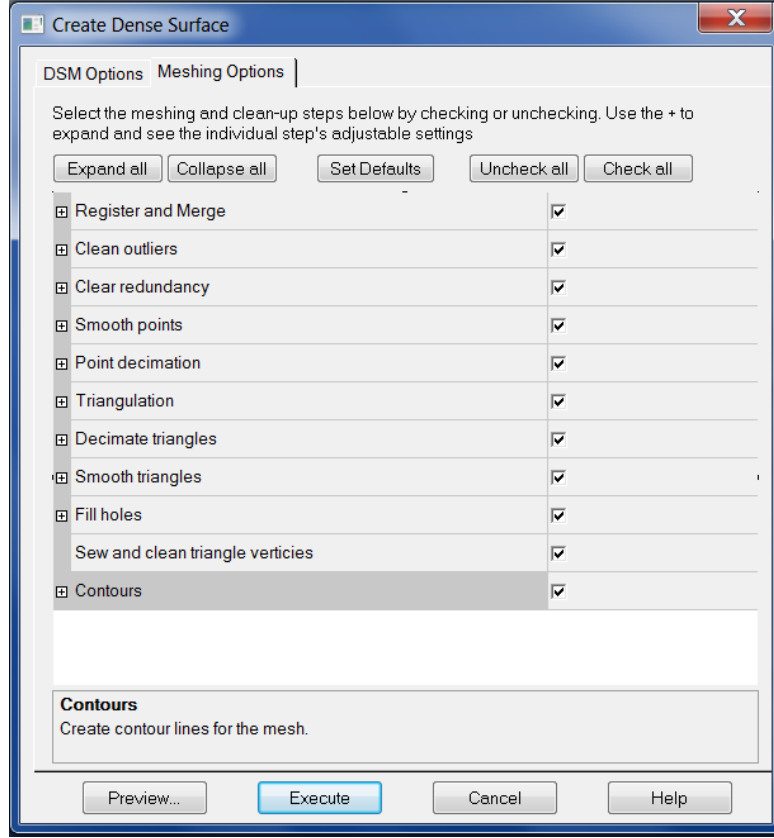 Create Dense Surface
DSM Options Meshing Options
Select the meshing and clean-up steps below by checking or unchecking. Use the + to
expand and see the individual step's adjustable settings
Expand all Collapse all Set Defaults Uncheck all Check all
Register and Merge
Clean outliers
Clear redundancy
Smooth points
Point decimation
Triangulation
Decimate triangles
Smooth triangles
Fill holes
Sew and clean triangle verticies
Contours
Contours
Create contour lines for the mesh.
Preview... Execute Cancel Help